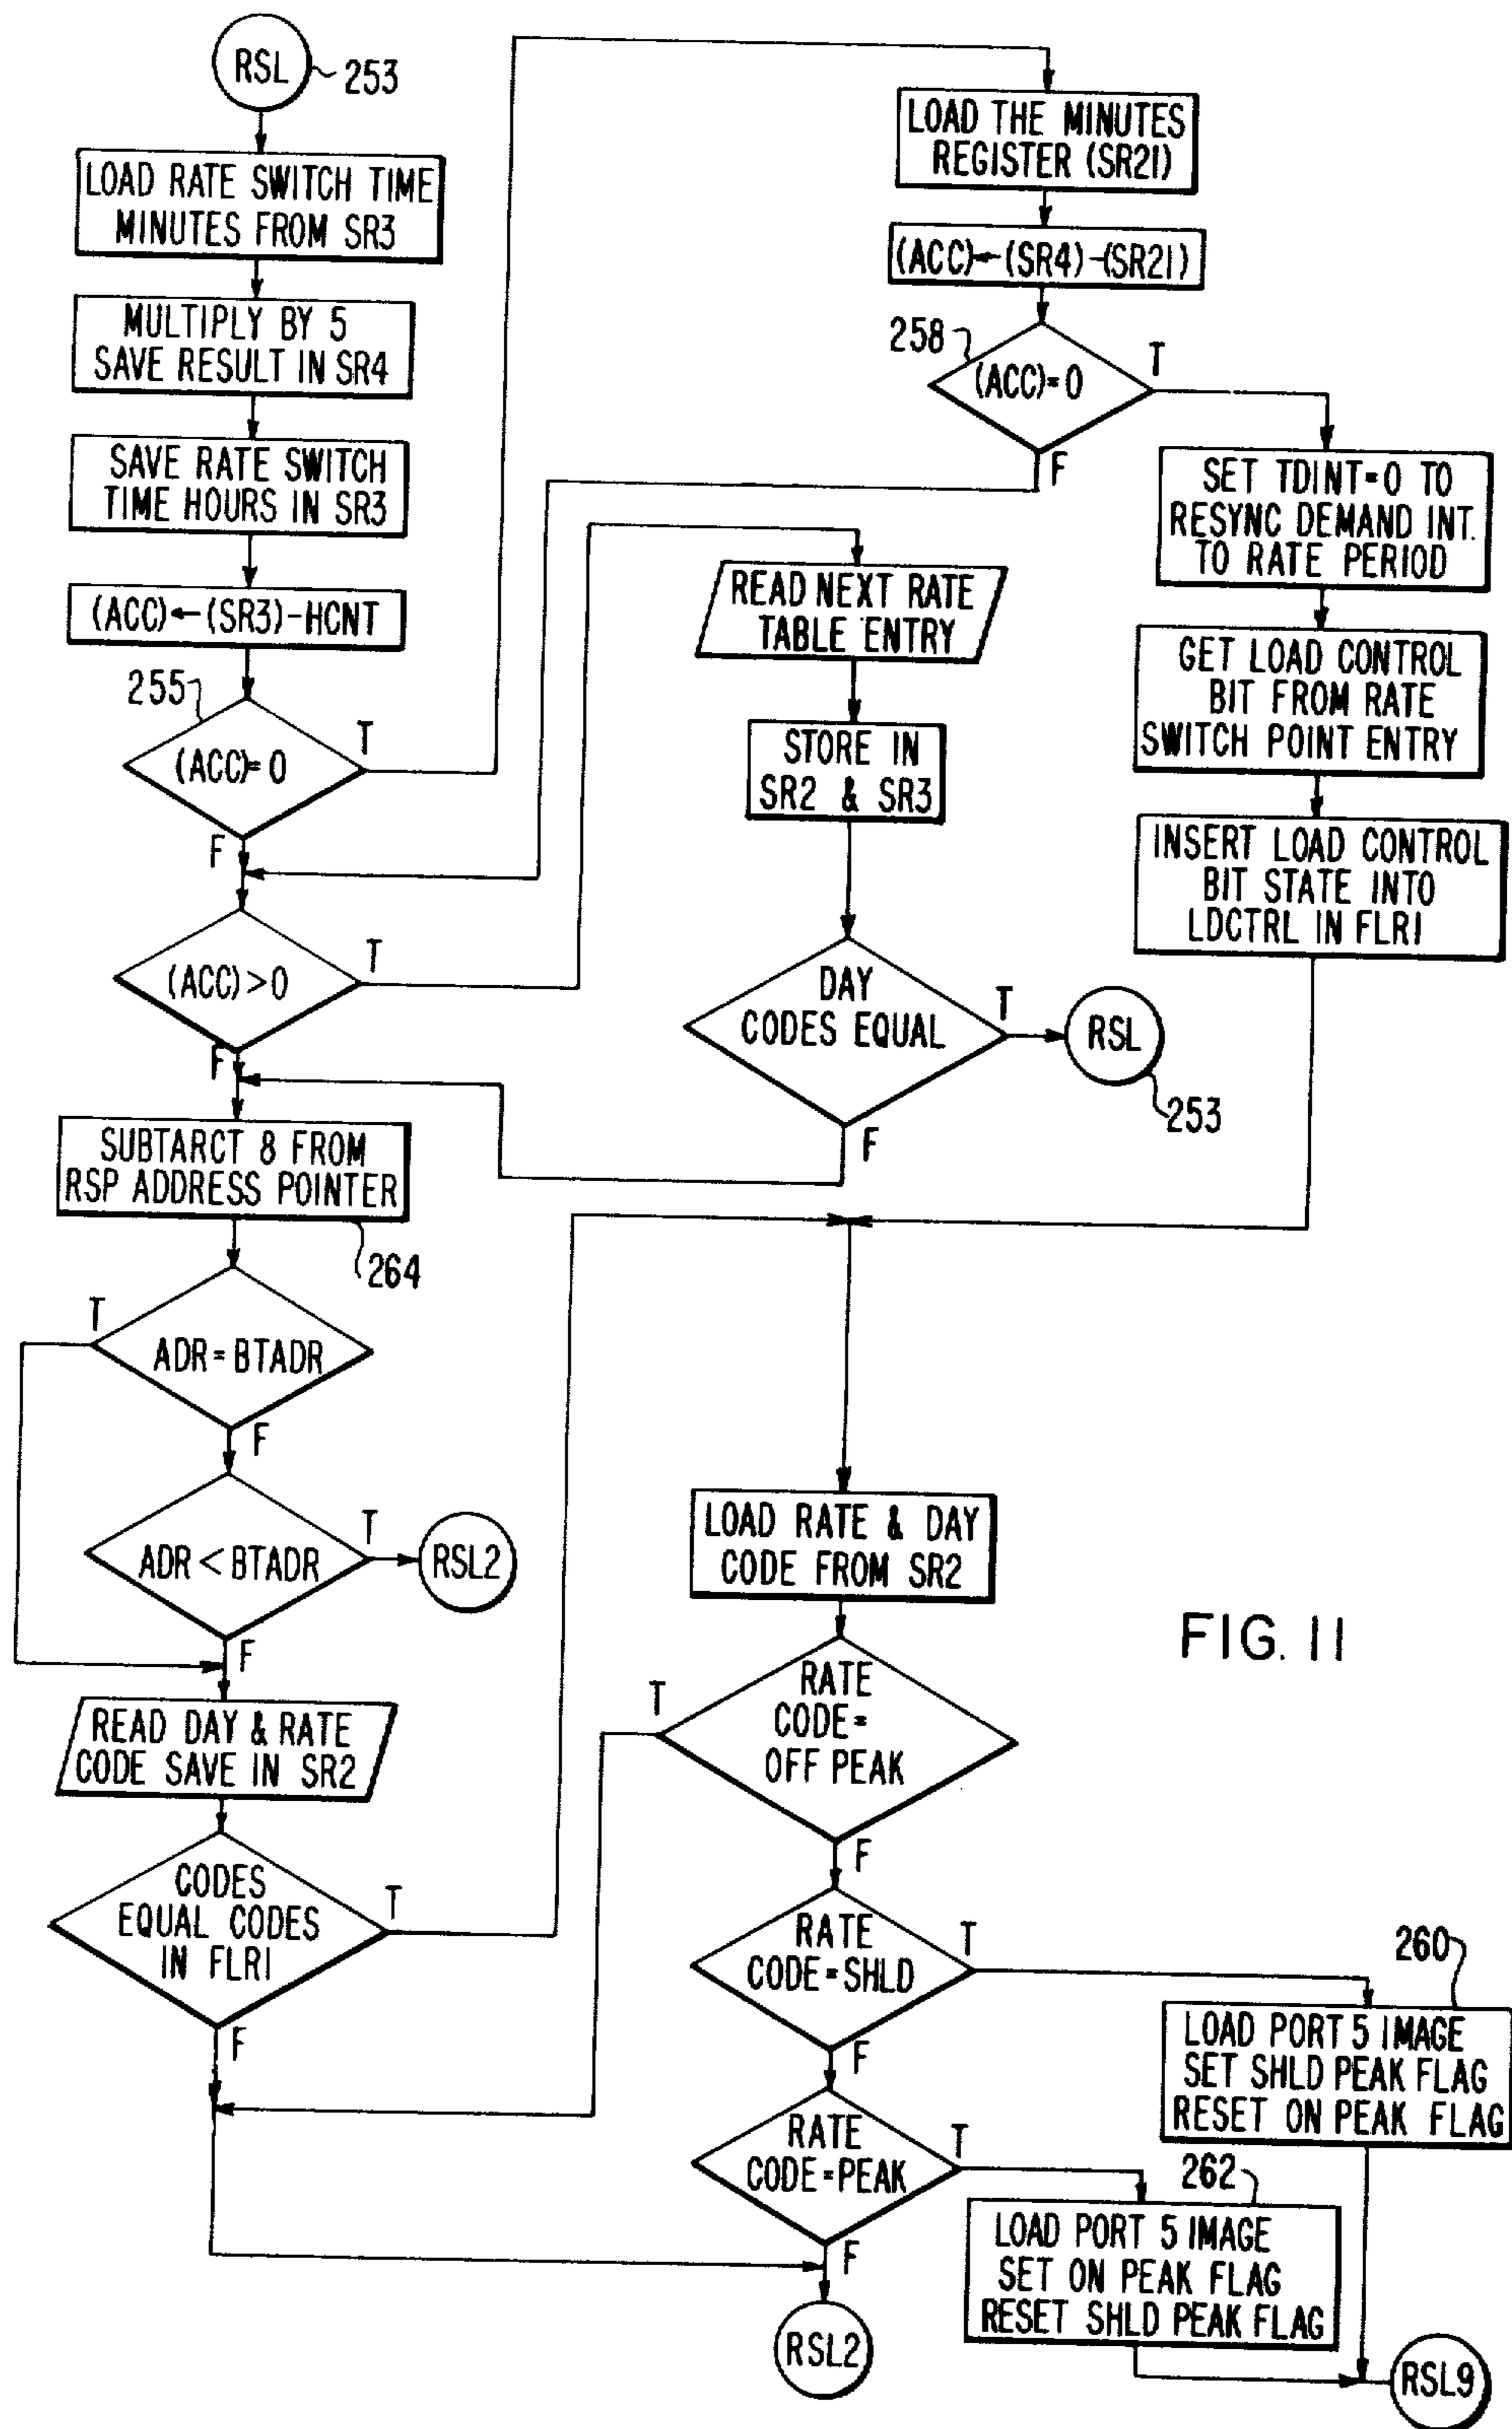 RSL
253
LOAD RATE SWITCH TIME
MINUTES FROM SR3
MULTIPLY BY 5
SAVE RESULT IN SR4
SAVE RATE SWITCH
TIME HOURS IN SR3
(ACC)←(SR3)-HCNT
255
(ACC)=0
T
F
(ACC)>0
T
F
SUBTARCT 8 FROM
RSP ADDRESS POINTER
264
T
ADR=BTADR
F
ADR<BTADR
T
RSL2
F
READ DAY & RATE
CODE SAVE IN SR2
CODES
EQUAL CODES
IN FLR1
T
F
LOAD THE MINUTES
REGISTER (SR21)
(ACC)←(SR4)-(SR21)
258
(ACC)=0
T
F
READ NEXT RATE
TABLE ENTRY
STORE IN
SR2 & SR3
DAY
CODES EQUAL
T
RSL
253
F
SET TDINT=0 TO
RESYNC DEMAND INT.
TO RATE PERIOD
GET LOAD CONTROL
BIT FROM RATE
SWITCH POINT ENTRY
INSERT LOAD CONTROL
BIT STATE INTO
LDCTRL IN FLR1
LOAD RATE & DAY
CODE FROM SR2
RATE
CODE=
OFF PEAK
T
F
RATE
CODE=SHLD
T
F
RATE
CODE=PEAK
T
F
RSL2
260
LOAD PORT 5 IMAGE
SET SHLD PEAK FLAG
RESET ON PEAK FLAG
262
LOAD PORT 5 IMAGE
SET ON PEAK FLAG
RESET SHLD PEAK FLAG
RSL9
FIG. 11